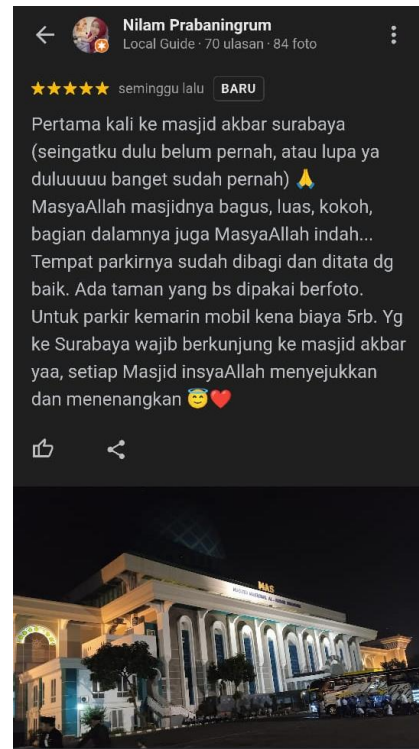 Nilam Prabaningrum
Local Guide · 70 ulasan · 84 foto
seminggu lalu BARU
Pertama kali ke masjid akbar surabaya
(seingatku dulu belum pernah, atau lupa ya
duluuuuu banget sudah pernah) 🙏
MasyaAllah masjidnya bagus, luas, kokoh,
bagian dalamnya juga MasyaAllah indah...
Tempat parkirnya sudah dibagi dan ditata dg
baik. Ada taman yang bs dipakai berfoto.
Untuk parkir kemarin mobil kena biaya 5rb. Yg
ke Surabaya wajib berkunjung ke masjid akbar
yaa, setiap Masjid insyaAllah menyejukkan
dan menenangkan 😇❤️
MAS